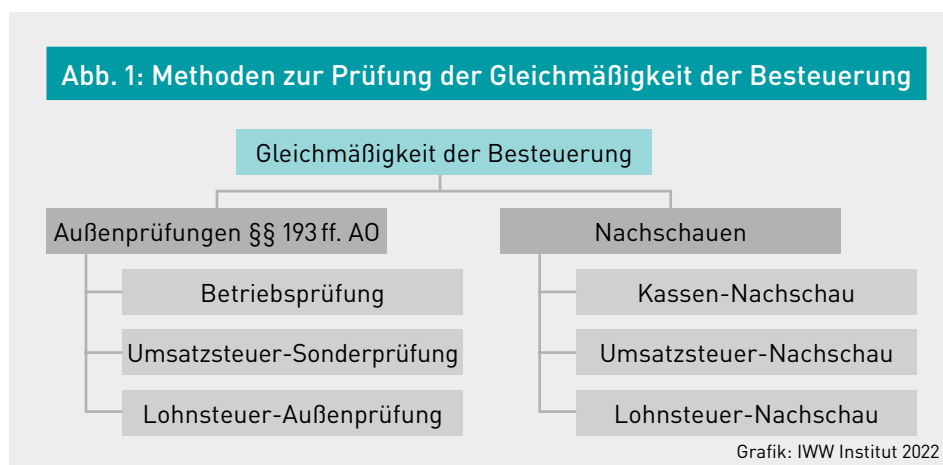 Abb. 1: Methoden zur Prüfung der Gleichmäßigkeit der Besteuerung
Gleichmäßigkeit der Besteuerung
Außenprüfungen §§ 193 ff. AO
Betriebsprüfung
Umsatzsteuer-Sonderprüfung
Lohnsteuer-Außenprüfung
Nachschauen
Kassen-Nachschau
Umsatzsteuer-Nachschau
Lohnsteuer-Nachschau
Grafik: IWW Institut 2022